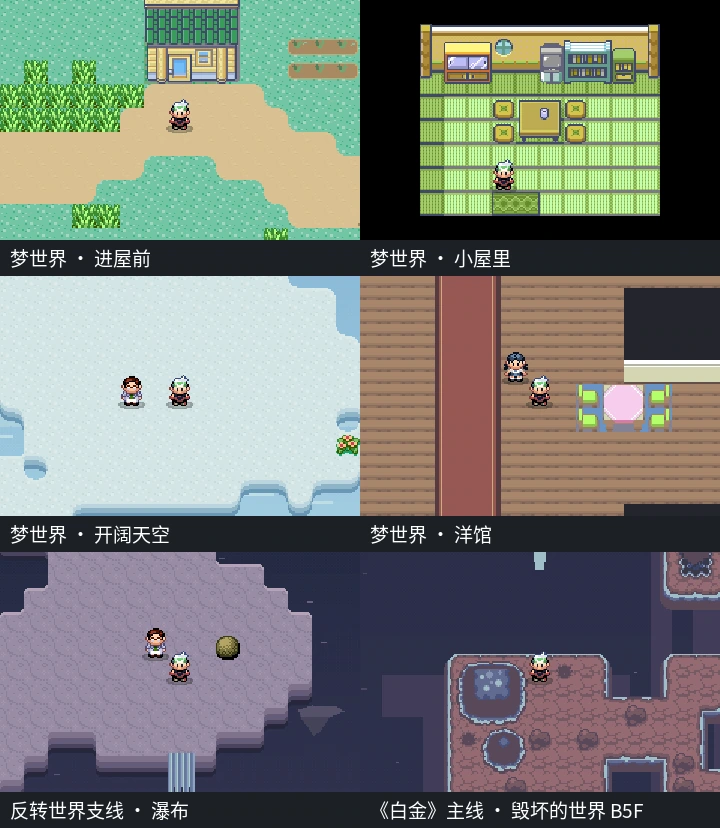 梦世界 · 进屋前
梦世界 · 小屋里
梦世界 · 开阔天空
梦世界 · 洋馆
反转世界支线 · 瀑布
《白金》主线 · 毁坏的世界 B5F